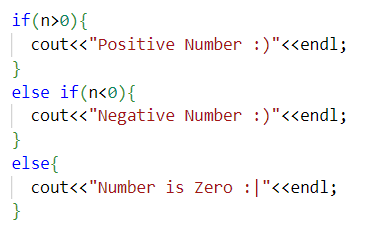 if(n>0){
  cout<<"Positive Number :)"<<endl;
}
else if(n<0){
  cout<<"Negative Number :)"<<endl;
}
else{
  cout<<"Number is Zero :|"<<endl;
}